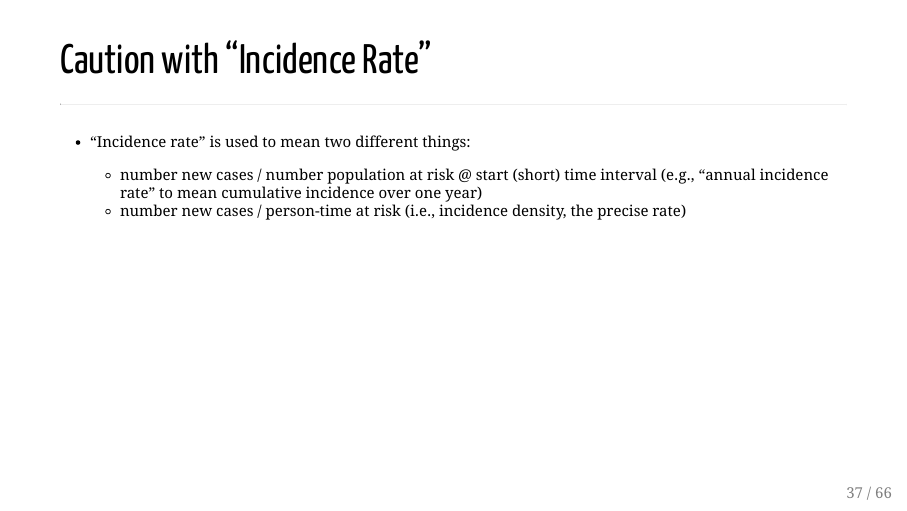 Caution with “Incidence Rate”
• “Incidence rate” is used to mean two different things:
◦ number new cases / number population at risk @ start (short) time interval (e.g., “annual incidence
rate” to mean cumulative incidence over one year)
◦ number new cases / person-time at risk (i.e., incidence density, the precise rate)
37 / 66